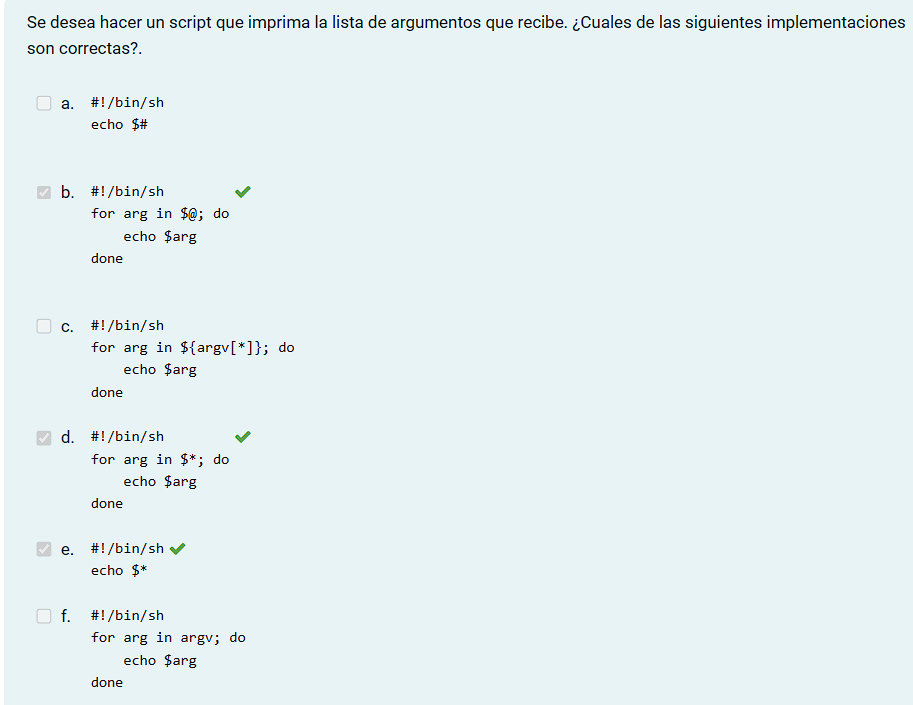 Se desea hacer un script que imprima la lista de argumentos que recibe. ¿Cuales de las siguientes implementaciones
son correctas?.
a. #!/bin/sh
echo $#
b. #!/bin/sh
for arg in $@; do
    echo $arg
done
c. #!/bin/sh
for arg in ${argv[*]}; do
    echo $arg
done
d. #!/bin/sh
for arg in $*; do
    echo $arg
done
e. #!/bin/sh
echo $*
f. #!/bin/sh
for arg in argv; do
    echo $arg
done